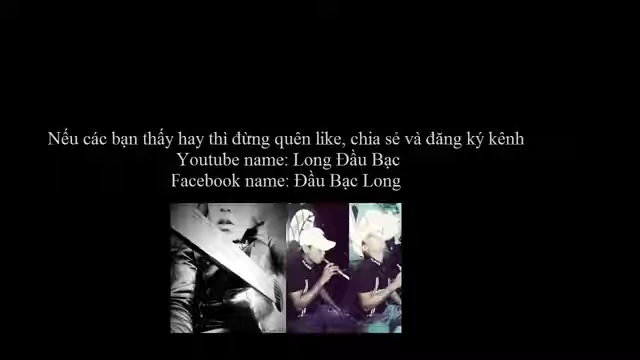 Nếu các bạn thấy hay thì đừng quên like, chia sẻ và đăng ký kênh
Youtube name: Long Đầu Bạc
Facebook name: Đầu Bạc Long